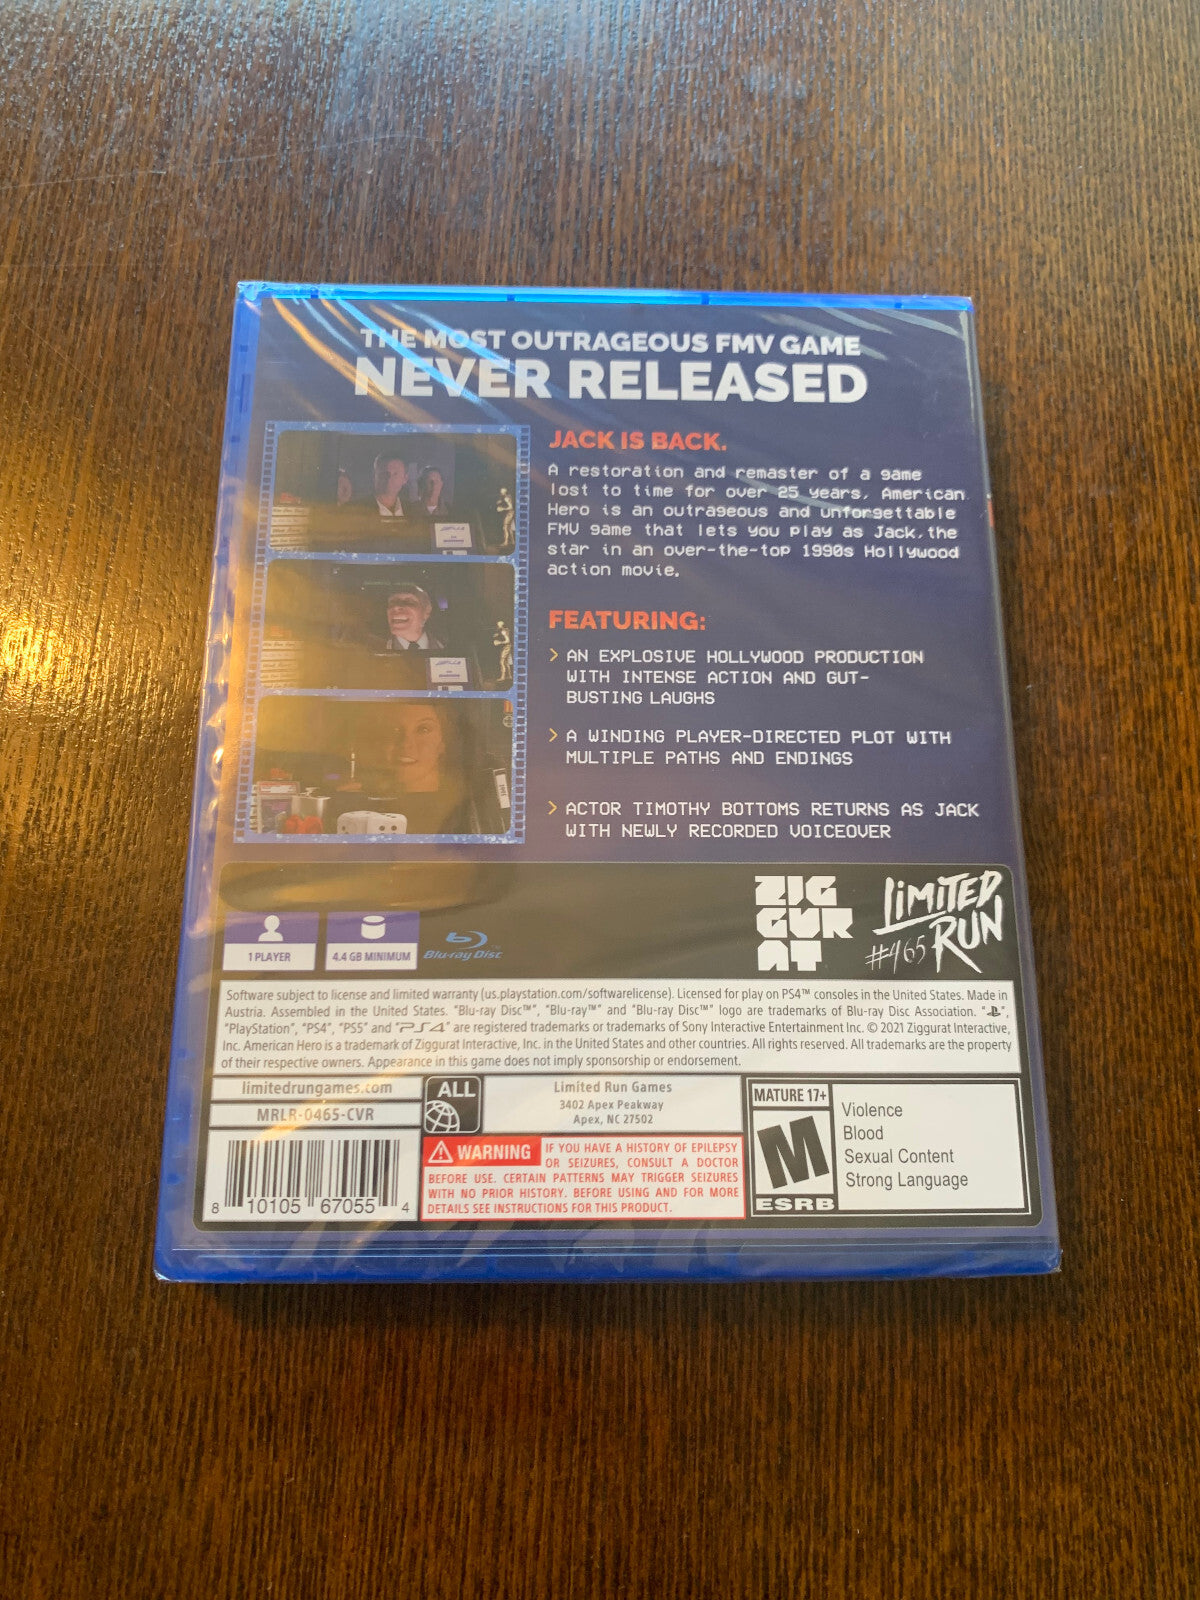 THE MOST OUTRAGEOUS FMV GAME
NEVER RELEASED
JACK IS BACK.
A restoration and remaster of a game
lost to time for over 25 years, American
Hero is an outrageous and unforgettable
FMV game that lets you play as Jack, the
star in an over-the-top 1990s Hollywood
action movie.
FEATURING:
> AN EXPLOSIVE HOLLYWOOD PRODUCTION
WITH INTENSE ACTION AND GUT-
BUSTING LAUGHS
> A WINDING PLAYER-DIRECTED PLOT WITH
MULTIPLE PATHS AND ENDINGS
> ACTOR TIMOTHY BOTTOMS RETURNS AS JACK
WITH NEWLY RECORDED VOICEOVER
ZIG
GUR
AT
LIMITED
RUN
#465
1 PLAYER
4.4 GB MINIMUM
Blu-ray Disc™
Software subject to license and limited warranty (us.playstation.com/softwarelicense). Licensed for play on PS4™ consoles in the United States. Made in
Austria. Assembled in the United States. "Blu-ray Disc™", "Blu-ray™" and "Blu-ray Disc™" logo are trademarks of Blu-ray Disc Association. "",
"PlayStation", "PS4", "PS5" and "PS4" are registered trademarks or trademarks of Sony Interactive Entertainment Inc. © 2021 Ziggurat Interactive,
Inc. American Hero is a trademark of Ziggurat Interactive, Inc. in the United States and other countries. All rights reserved. All trademarks are the property
of their respective owners. Appearance in this game does not imply sponsorship or endorsement.
limitedrungames.com
MRLR-0465-CVR
ALL
Limited Run Games
3402 Apex Peakway
Apex, NC 27502
8 10105 67055 4
WARNING IF YOU HAVE A HISTORY OF EPILEPSY
OR SEIZURES, CONSULT A DOCTOR
BEFORE USE. CERTAIN PATTERNS MAY TRIGGER SEIZURES
WITH NO PRIOR HISTORY. BEFORE USING AND FOR MORE
DETAILS SEE INSTRUCTIONS FOR THIS PRODUCT.
MATURE 17+
M
ESRB
Violence
Blood
Sexual Content
Strong Language